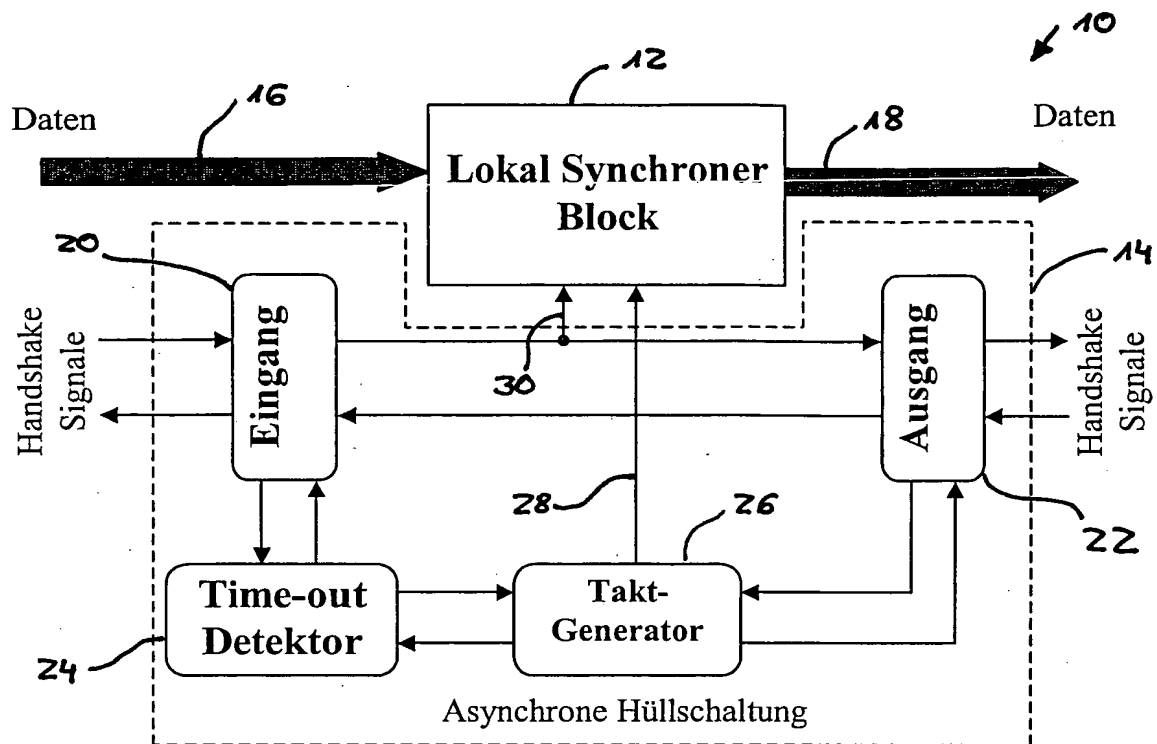 10
12
16
18
Daten
Daten
Lokal Synchroner
Block
20
14
Handshake
Signale
Eingang
30
Ausgang
Handshake
Signale
28
26
22
Time-out
Detektor
Takt-
Generator
24
Asynchrone Hüllschaltung